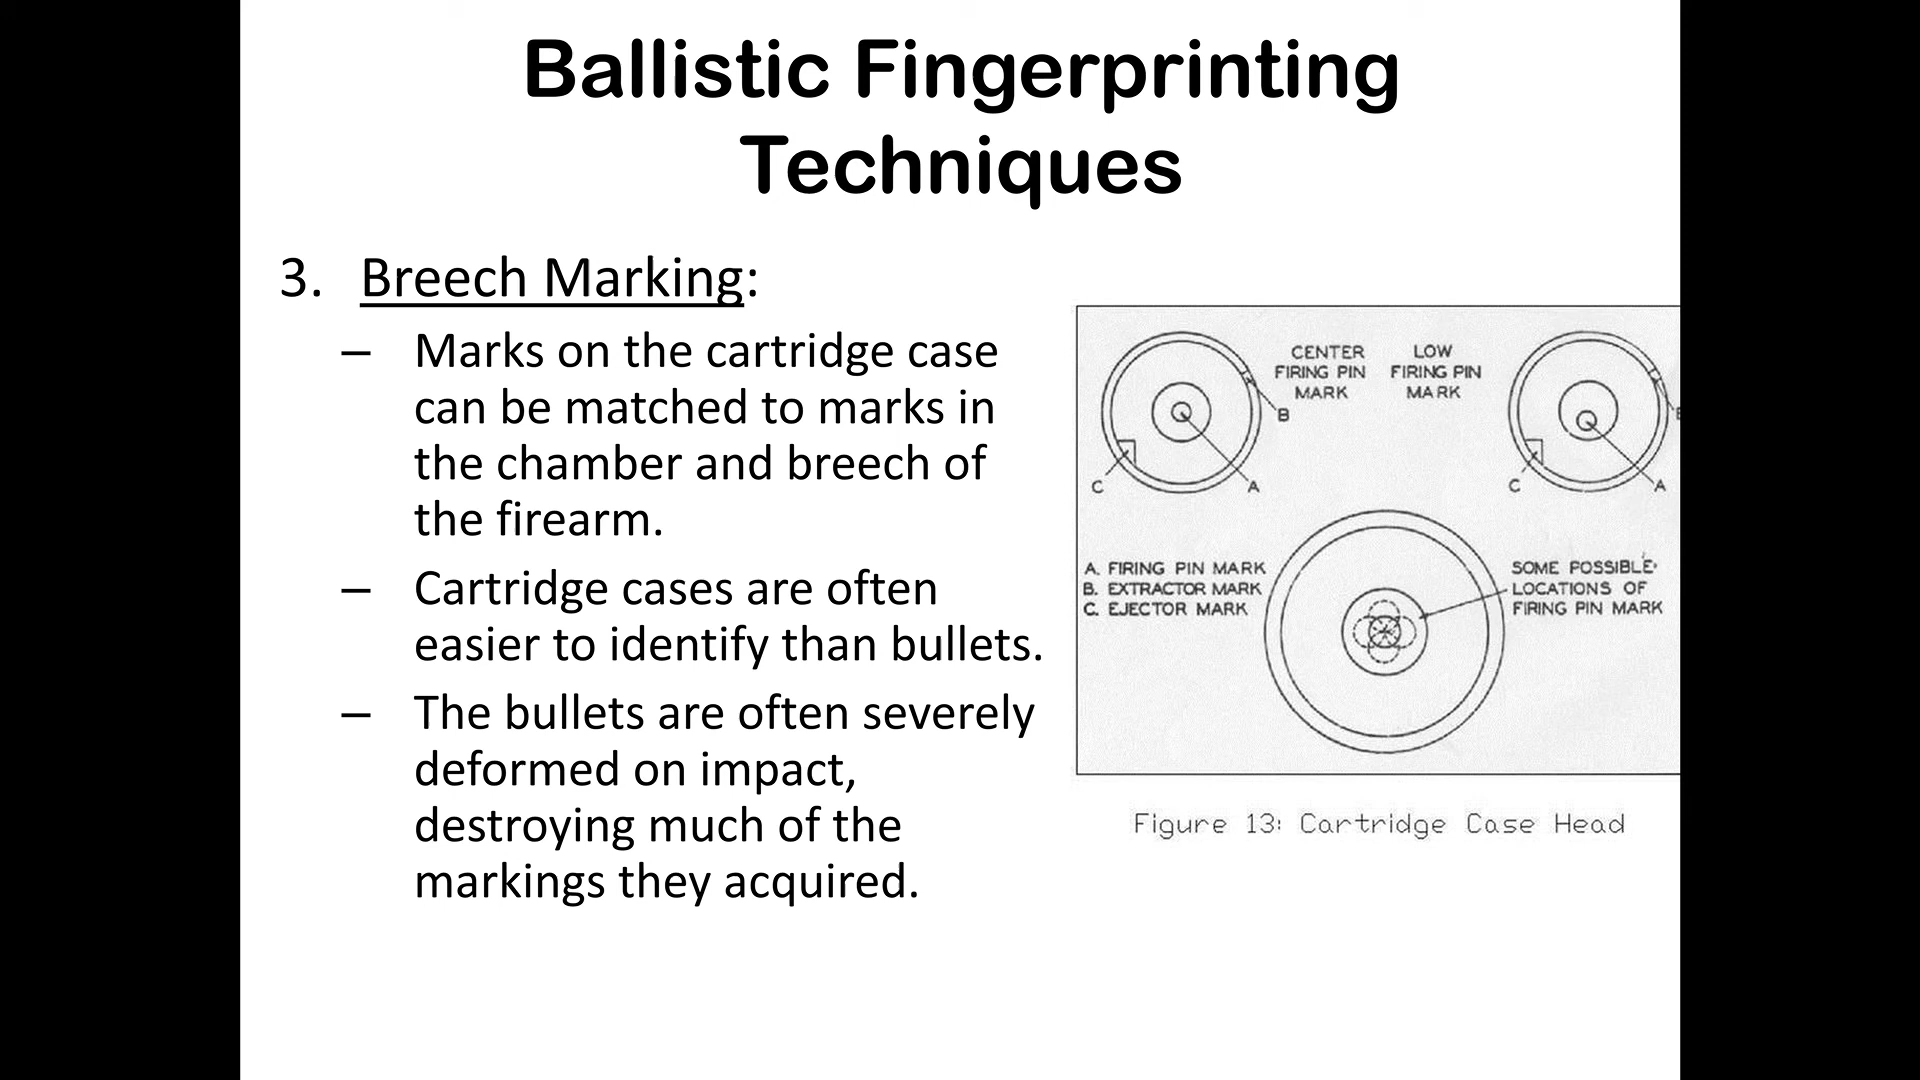 Ballistic Fingerprinting
Techniques
3. Breech Marking:
– Marks on the cartridge case
can be matched to marks in
the chamber and breech of
the firearm.
– Cartridge cases are often
easier to identify than bullets.
– The bullets are often severely
deformed on impact,
destroying much of the
markings they acquired.
CENTER
FIRING PIN
MARK
LOW
FIRING PIN
MARK
B
C
A
C
A
A. FIRING PIN MARK
B. EXTRACTOR MARK
C. EJECTOR MARK
SOME POSSIBLE
LOCATIONS OF
FIRING PIN MARK
Figure 13: Cartridge Case Head